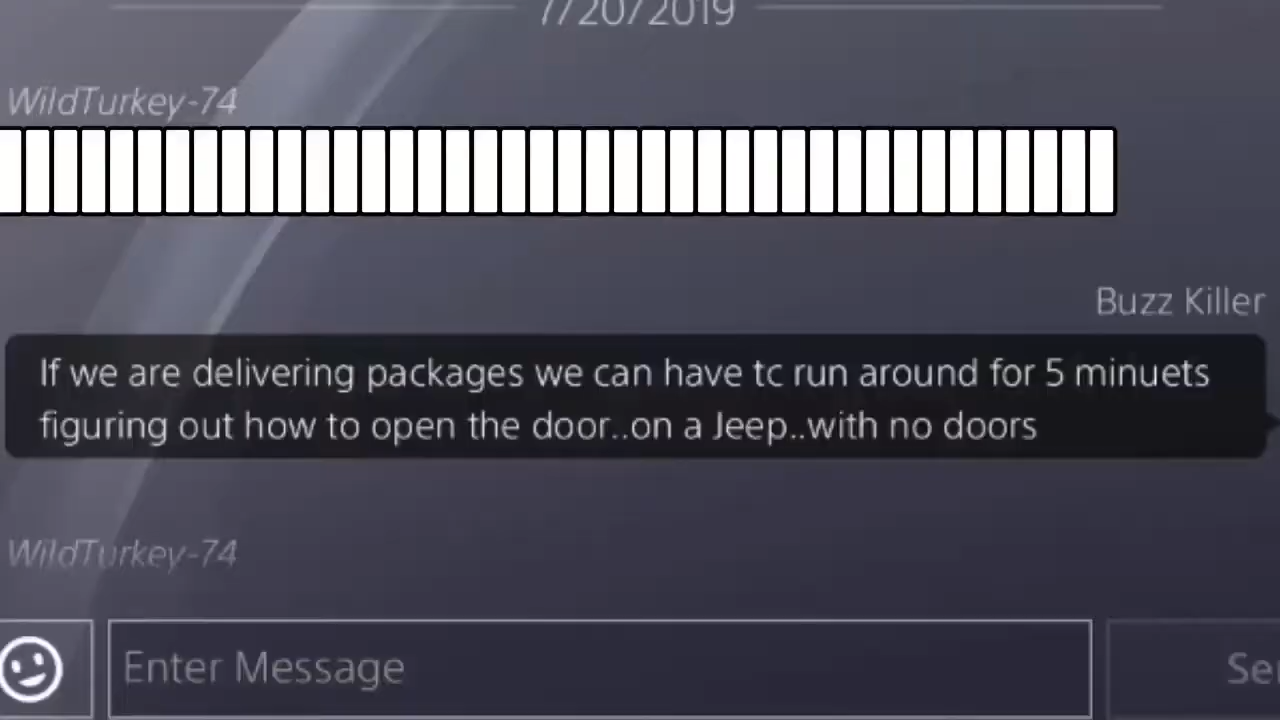 7/20/2019
WildTurkey-74
Buzz Killer
If we are delivering packages we can have tc run around for 5 minuets
figuring out how to open the door..on a Jeep..with no doors
WildTurkey-74
Enter Message